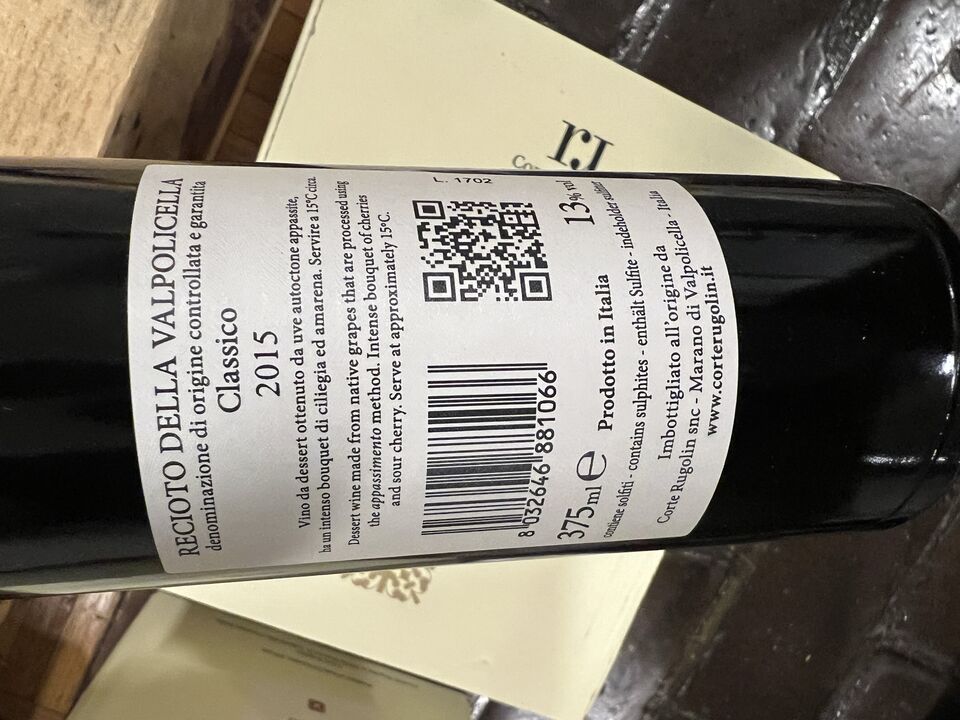 RECIOTO DELLA VALPOLICELLA
denominazione di origine controllata e garantita
Classico
2015
Vino da dessert ottenuto da uve autoctone appassite,
ha un intenso bouquet di ciliegia ed amarena. Servire a 15°C circa.
Dessert wine made from native grapes that are processed using
the appassimento method. Intense bouquet of cherries
and sour cherry. Serve at approximately 15°C.
L. 1702
8 032646 881066
375ml e Prodotto in Italia 13% vol
contiene solfiti - contains sulphites - enthält Sulfite - indeholder sulfitter
Imbottigliato all'origine da
Corte Rugolin snc - Marano di Valpolicella - Italia
www.corterugolin.it